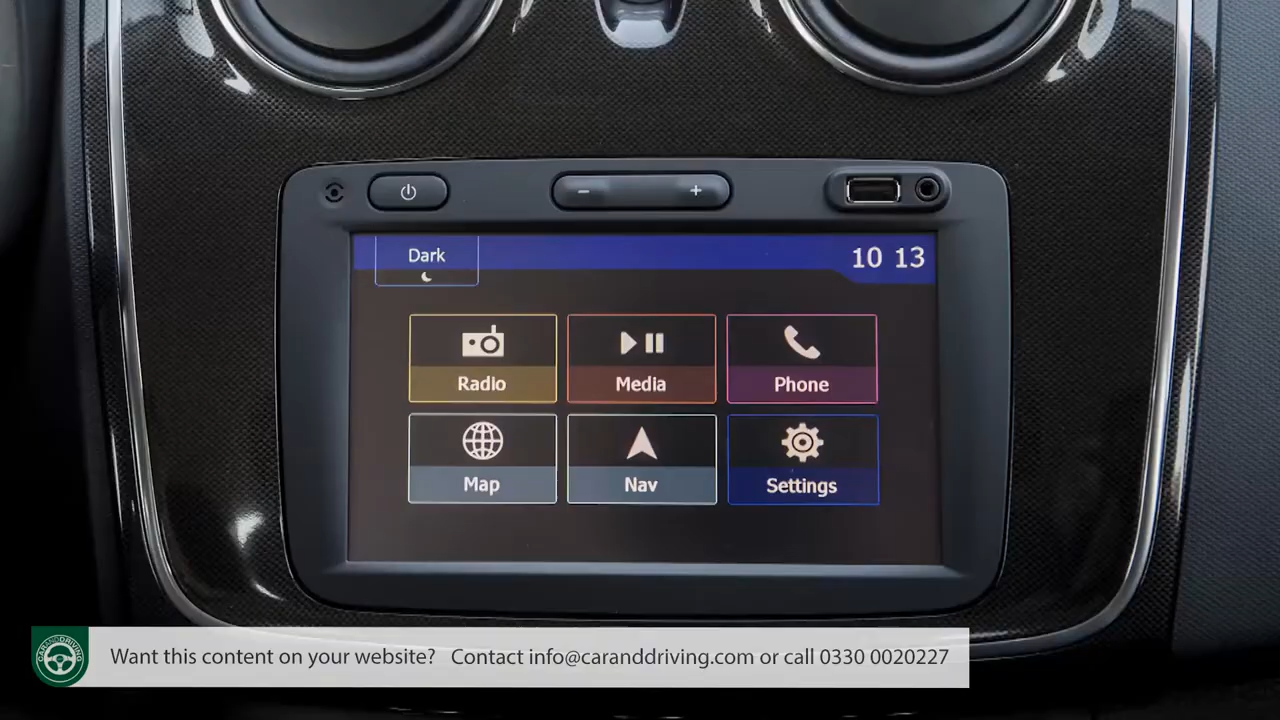 Dark
10 13
Radio
Media
Phone
Map
Nav
Settings
CARANDDRIVING
Want this content on your website? Contact info@caranddriving.com or call 0330 0020227